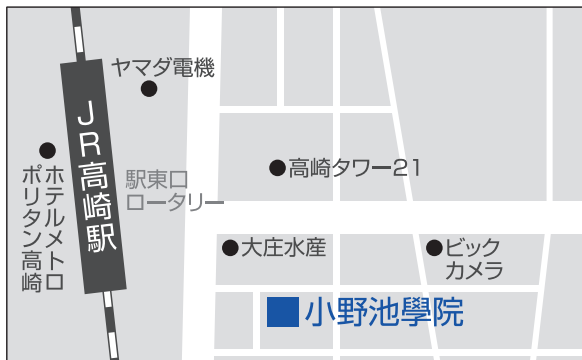 ヤマダ電機
JR高崎駅
ホテルメトロ
ポリタン高崎
駅東口
ロータリー
高崎タワー21
大庄水産
ビック
カメラ
小野池學院